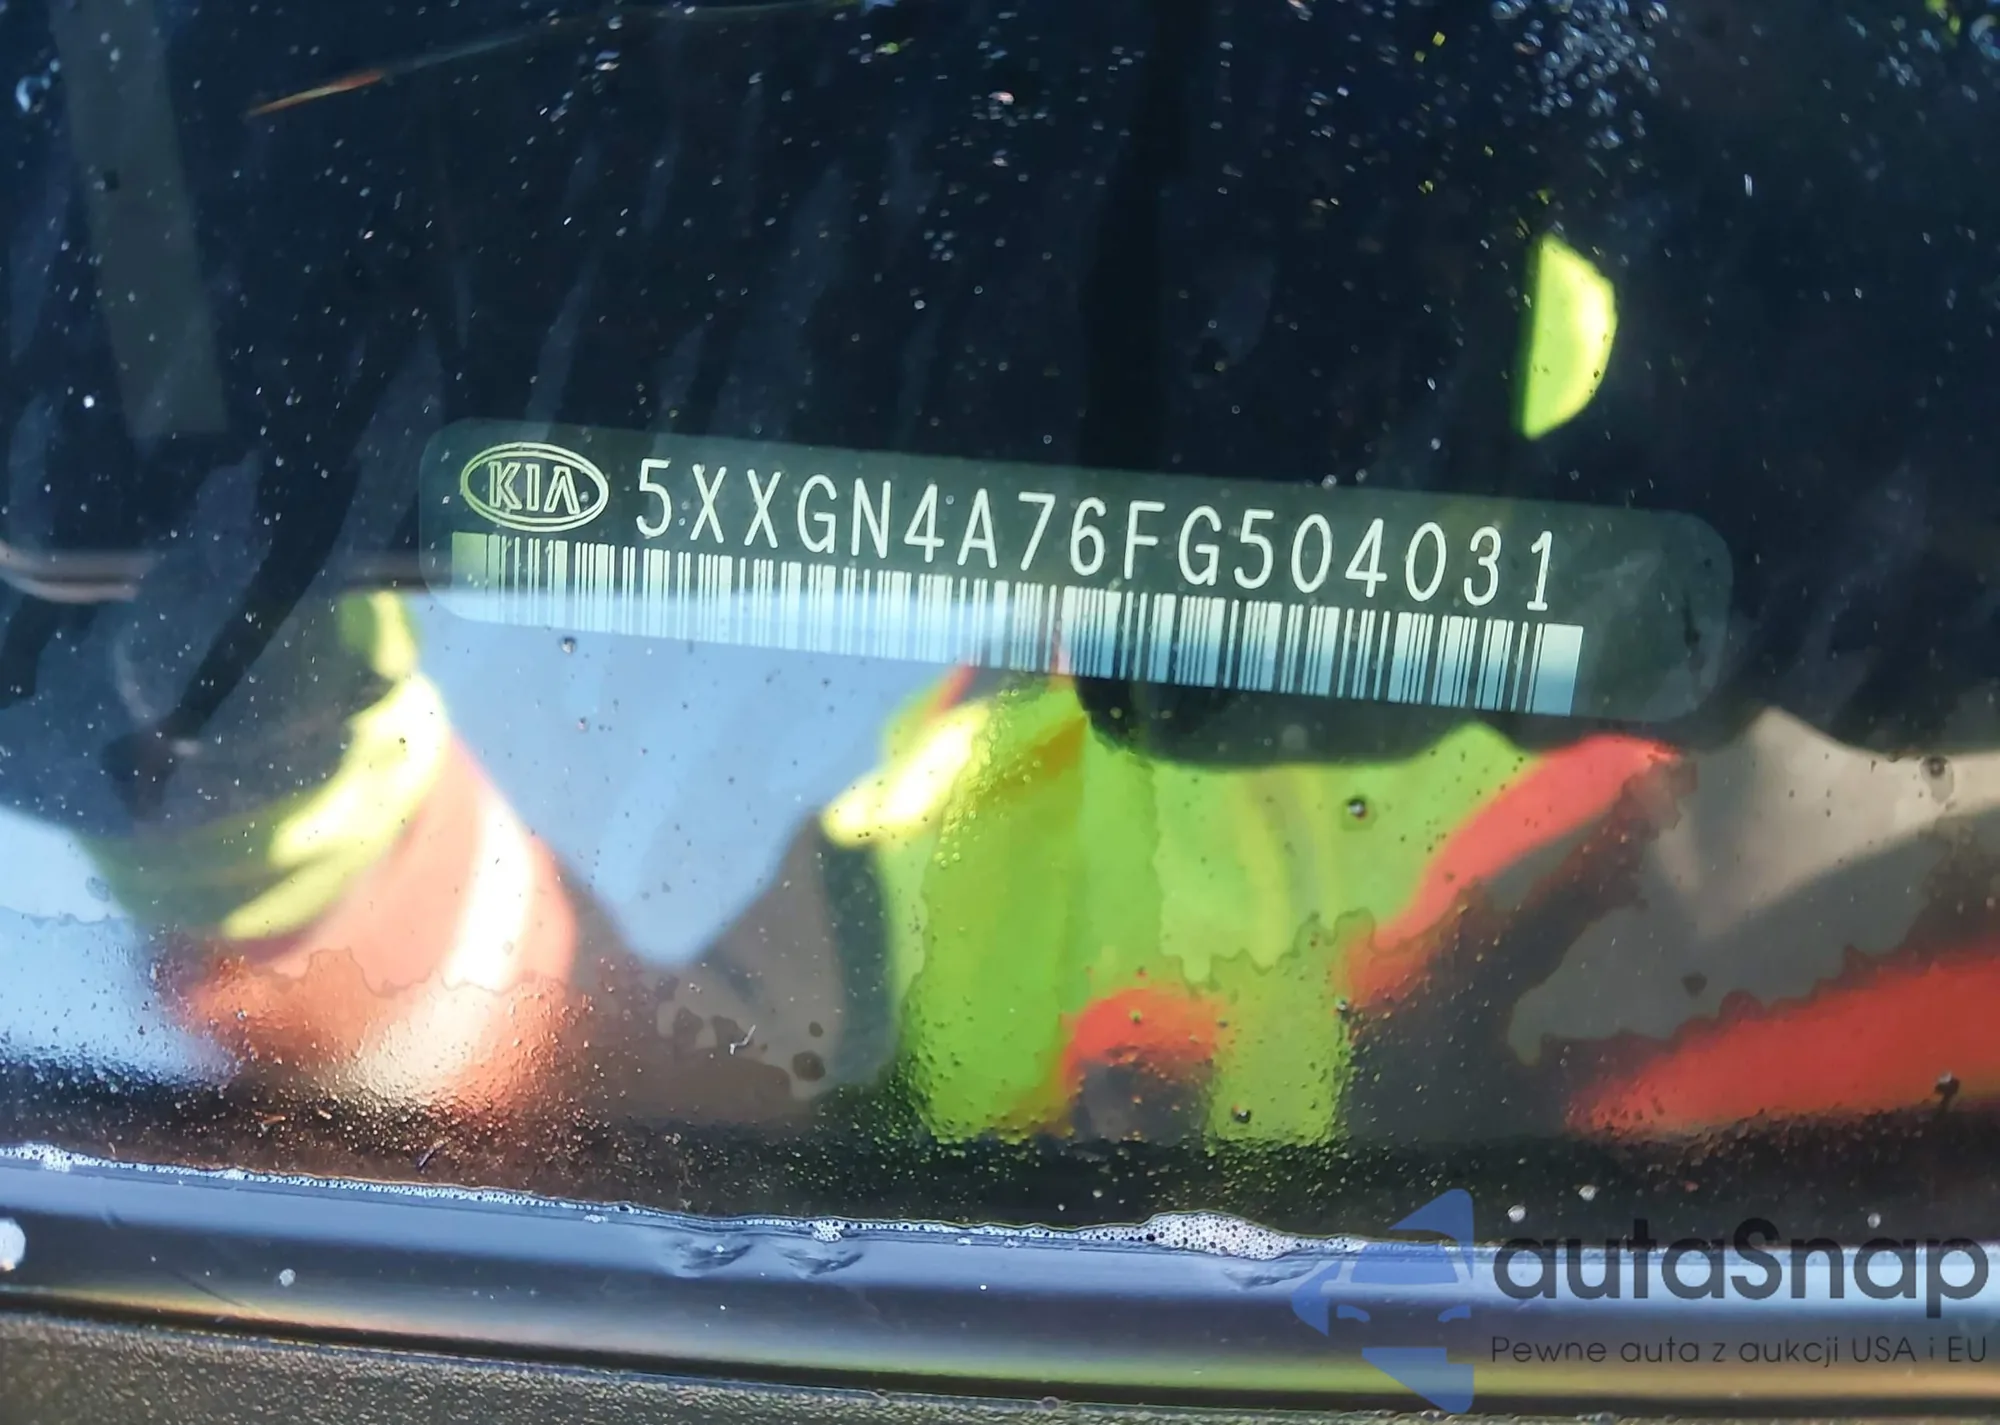 KIA 5XXGN4A76FG504031
autaSnap
Pewne auta z aukcji USA i EU